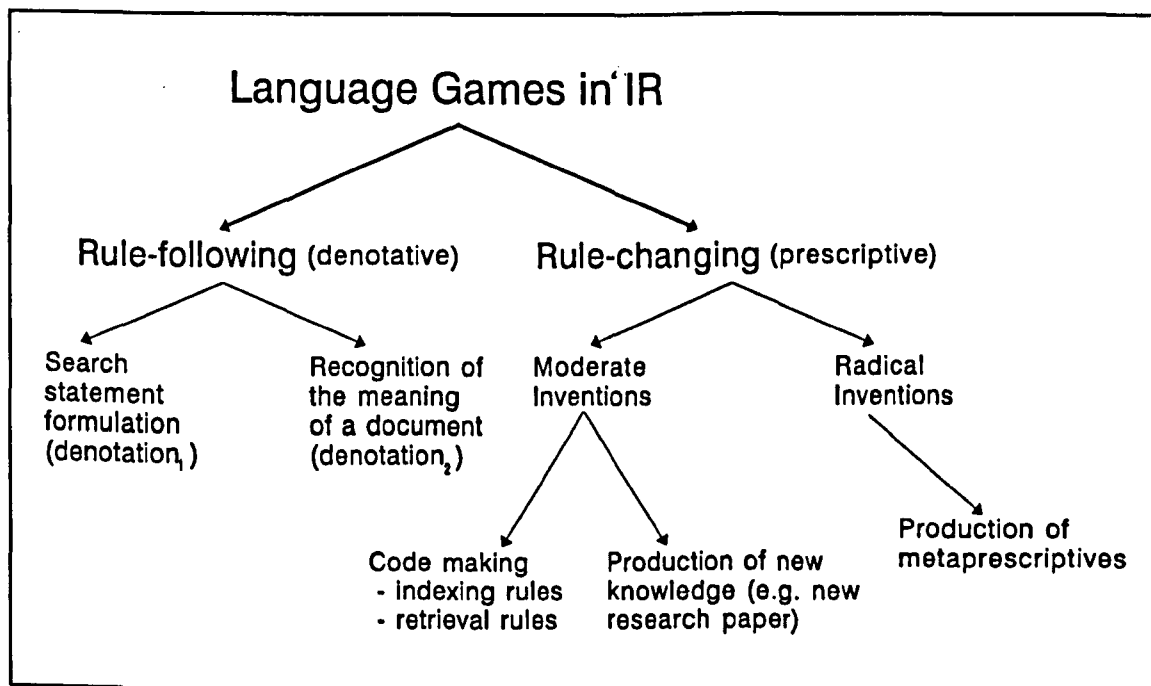 Language Games in IR
Rule-following (denotative)
Rule-changing (prescriptive)
Search
statement
formulation
(denotation₁)
Recognition of
the meaning
of a document
(denotation₂)
Moderate
Inventions
Radical
Inventions
Code making
- indexing rules
- retrieval rules
Production of new
knowledge (e.g. new
research paper)
Production of
metaprescriptives